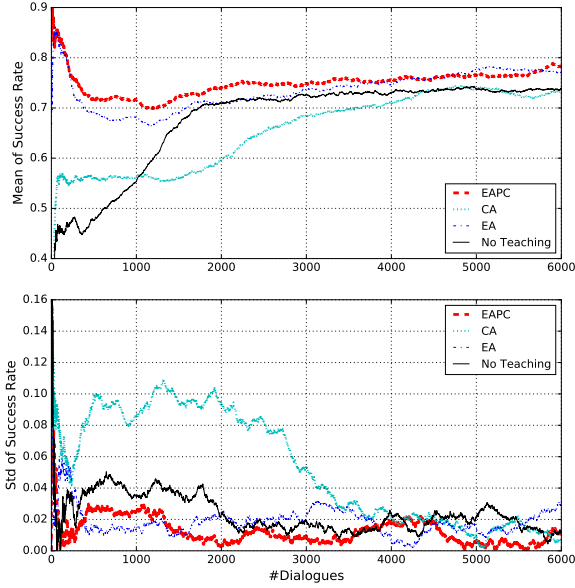 0.9
0.8
0.7
0.6
0.5
0.4
Mean of Success Rate
EAPC
CA
EA
No Teaching
0 1000 2000 3000 4000 5000 6000
0.16
0.14
0.12
0.10
0.08
0.06
0.04
0.02
0.00
Std of Success Rate
EAPC
CA
EA
No Teaching
0 1000 2000 3000 4000 5000 6000
#Dialogues